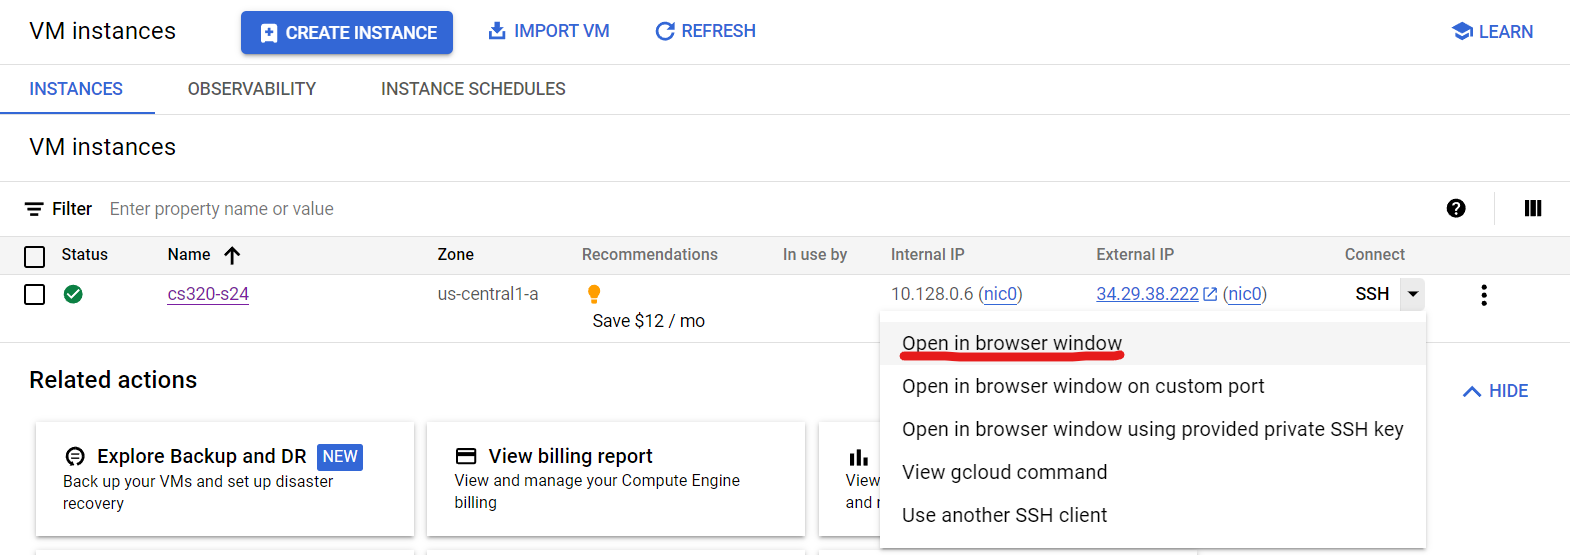 VM instances CREATE INSTANCE IMPORT VM REFRESH LEARN
INSTANCES OBSERVABILITY INSTANCE SCHEDULES
VM instances
Filter Enter property name or value
Status Name Zone Recommendations In use by Internal IP External IP Connect
cs320-s24 us-central1-a 10.128.0.6 (nic0) 34.29.38.222 (nic0) SSH
Save $12 / mo
Open in browser window
Open in browser window on custom port
Open in browser window using provided private SSH key
View gcloud command
Use another SSH client
Related actions
HIDE
Explore Backup and DR NEW
Back up your VMs and set up disaster
recovery
View billing report
View and manage your Compute Engine
billing
View
and